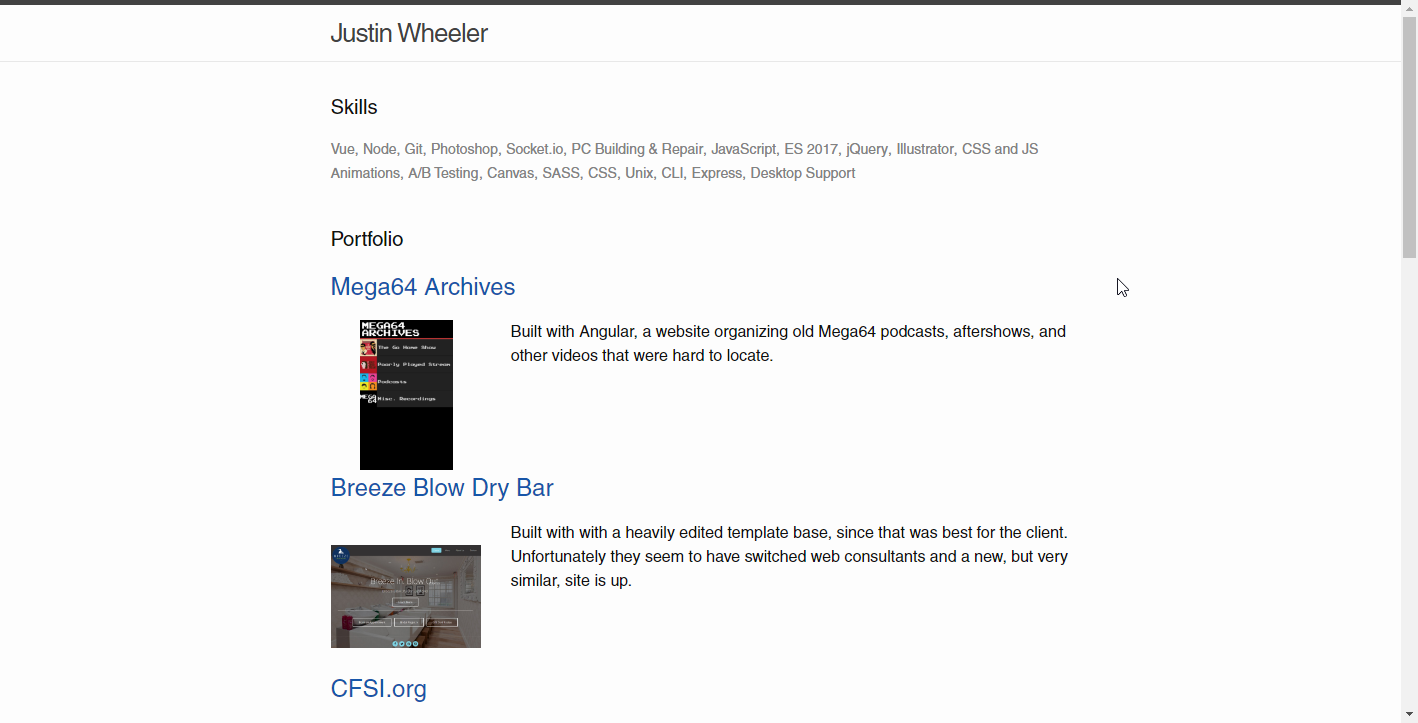 Justin Wheeler
Skills
Vue, Node, Git, Photoshop, Socket.io, PC Building & Repair, JavaScript, ES 2017, jQuery, Illustrator, CSS and JS
Animations, A/B Testing, Canvas, SASS, CSS, Unix, CLI, Express, Desktop Support
Portfolio
Mega64 Archives
MEGA64
ARCHIVES
The Go Home Show
Poorly Played Stream
Podcasts
MEGA
64
Misc. Recordings
Built with Angular, a website organizing old Mega64 podcasts, aftershows, and
other videos that were hard to locate.
Breeze Blow Dry Bar
Breeze In. Blow Out.
Built with with a heavily edited template base, since that was best for the client.
Unfortunately they seem to have switched web consultants and a new, but very
similar, site is up.
CFSI.org